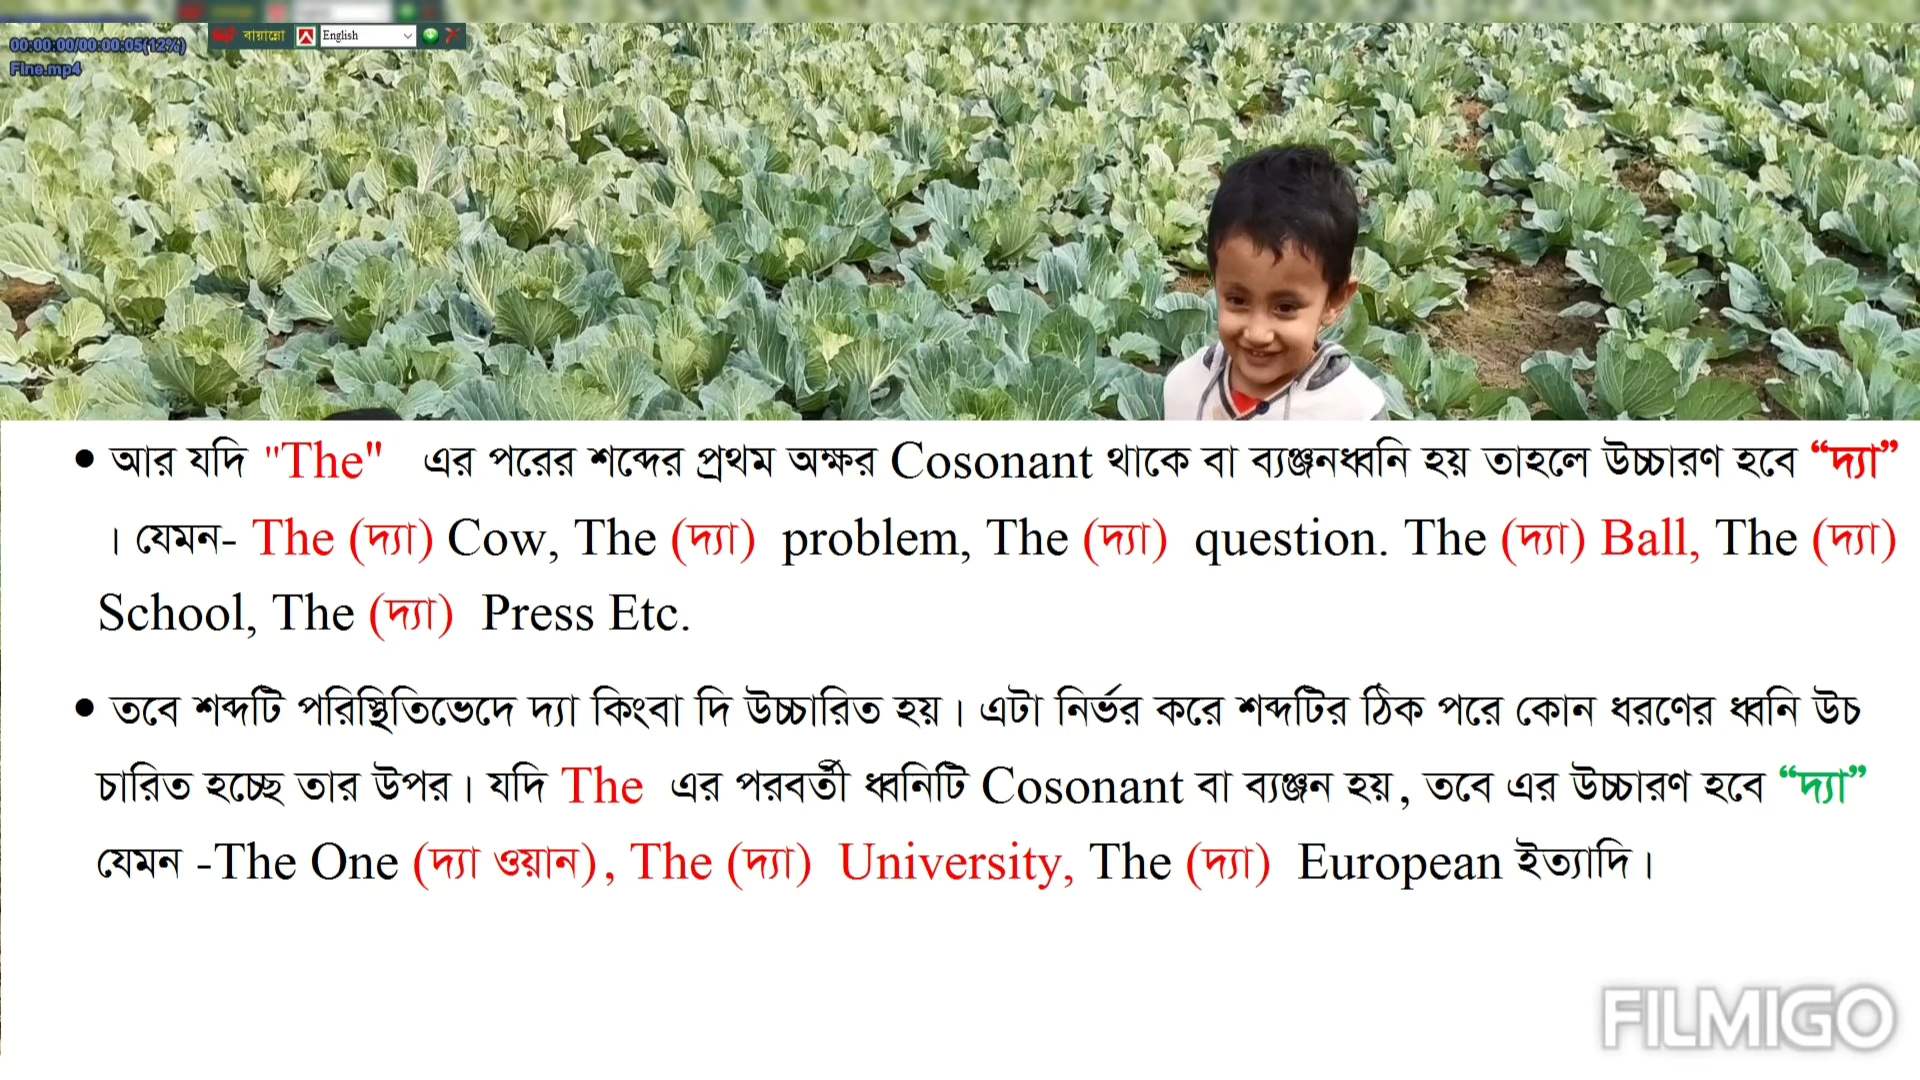 00:00:00/00:00:05(12%)
বায়ান্নো English
Fine.mp4
• আর যদি "The" এর পরের শব্দের প্রথম অক্ষর Cosonant থাকে বা ব্যঞ্জনধ্বনি হয় তাহলে উচ্চারণ হবে “দ্যা”
। যেমন- The (দ্যা) Cow, The (দ্যা) problem, The (দ্যা) question. The (দ্যা) Ball, The (দ্যা)
School, The (দ্যা) Press Etc.
• তবে শব্দটি পরিস্থিতিভেদে দ্যা কিংবা দি উচ্চারিত হয়। এটা নির্ভর করে শব্দটির ঠিক পরে কোন ধরণের ধ্বনি উচ
চারিত হচ্ছে তার উপর। যদি The এর পরবর্তী ধ্বনিটি Cosonant বা ব্যঞ্জন হয়, তবে এর উচ্চারণ হবে “দ্যা”
যেমন -The One (দ্যা ওয়ান), The (দ্যা) University, The (দ্যা) European ইত্যাদি।
FILMIGO